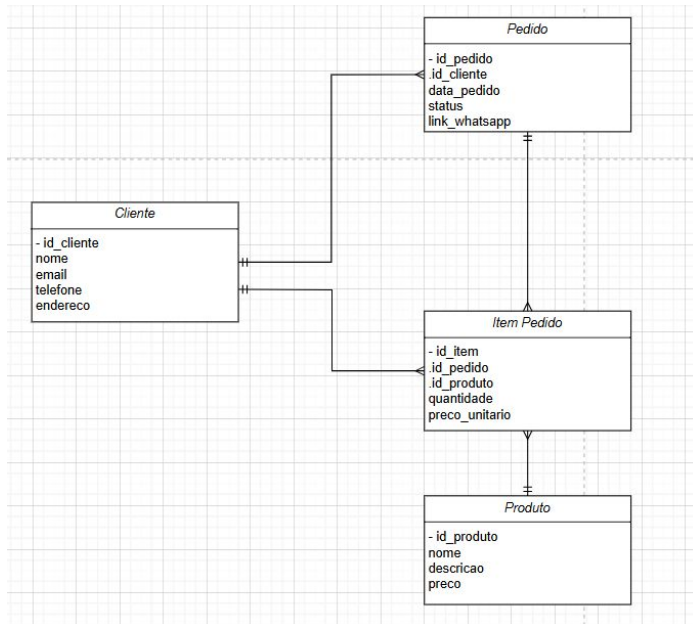 Pedido
- id_pedido
.id_cliente
data_pedido
status
link_whatsapp
Cliente
- id_cliente
nome
email
telefone
endereco
Item Pedido
- id_item
.id_pedido
.id_produto
quantidade
preco_unitario
Produto
- id_produto
nome
descricao
preco